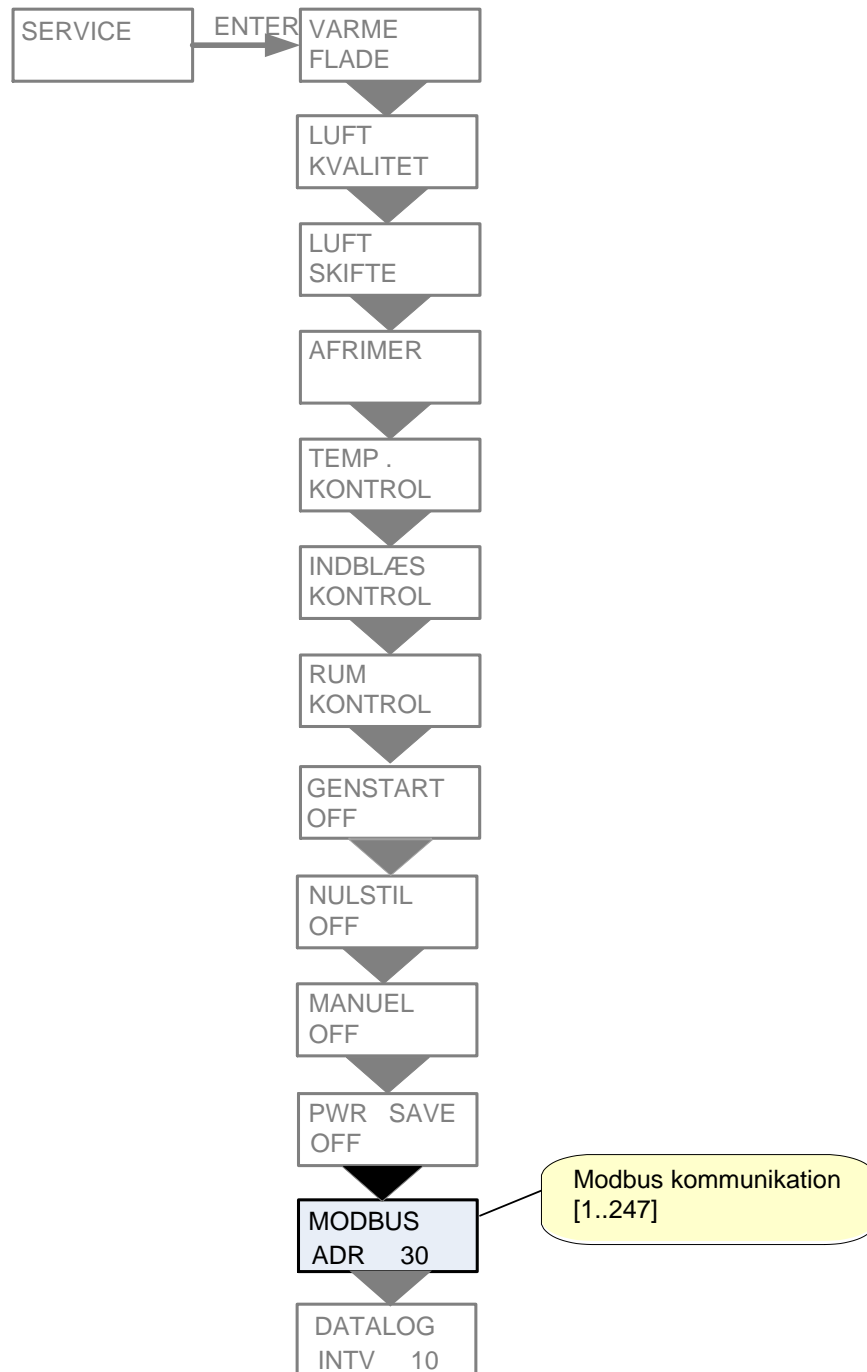 SERVICE
ENTER
VARME
FLADE
LUFT
KVALITET
LUFT
SKIFTE
AFRIMER
TEMP .
KONTROL
INDBLÆS
KONTROL
RUM
KONTROL
GENSTART
OFF
NULSTIL
OFF
MANUEL
OFF
PWR SAVE
OFF
MODBUS
ADR 30
Modbus kommunikation
[1..247]
DATALOG
INTV 10